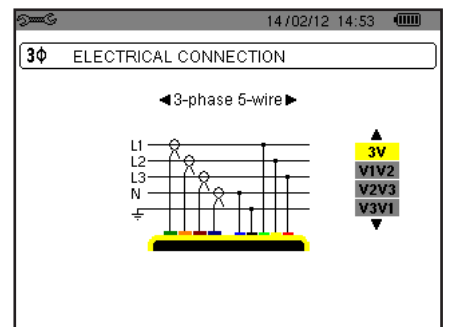 14/02/12 14:53
3Φ ELECTRICAL CONNECTION
◄3-phase 5-wire►
L1
L2
L3
N
3V
V1V2
V2V3
V3V1